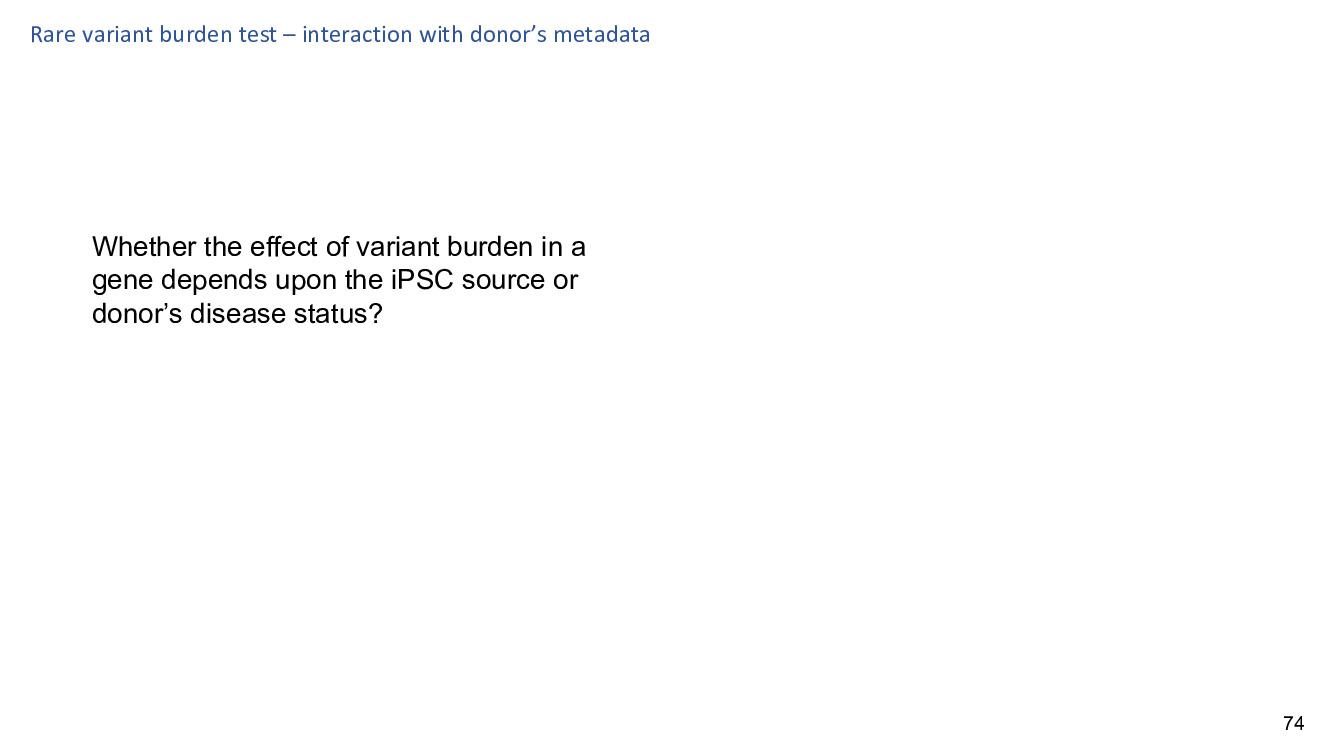 Rare variant burden test – interaction with donor’s metadata
Whether the effect of variant burden in a
gene depends upon the iPSC source or
donor’s disease status?
74